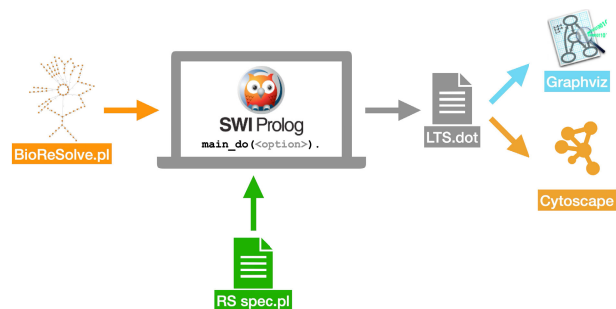 BioReSolve.pl
SWI Prolog
main_do(<option>).
RS spec.pl
LTS.dot
Graphviz
Cytoscape